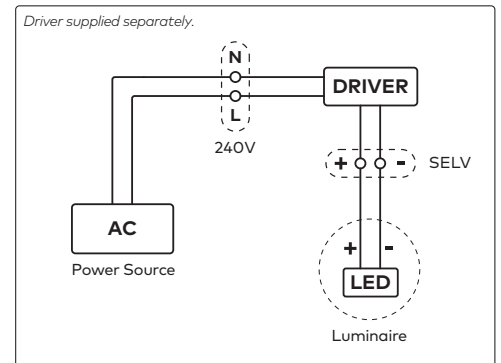 Driver supplied separately.
N
L
240V
DRIVER
+ - SELV
AC
Power Source
+ -
LED
Luminaire